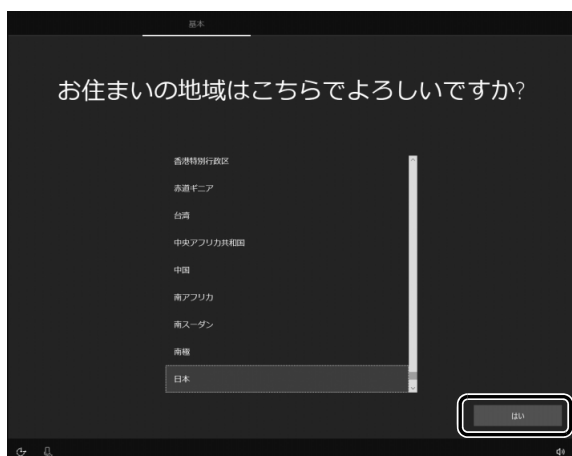 基本
お住まいの地域はこちらでよろしいですか?
香港特別行政区
赤道ギニア
台湾
中央アフリカ共和国
中国
南アフリカ
南スーダン
南極
日本
はい